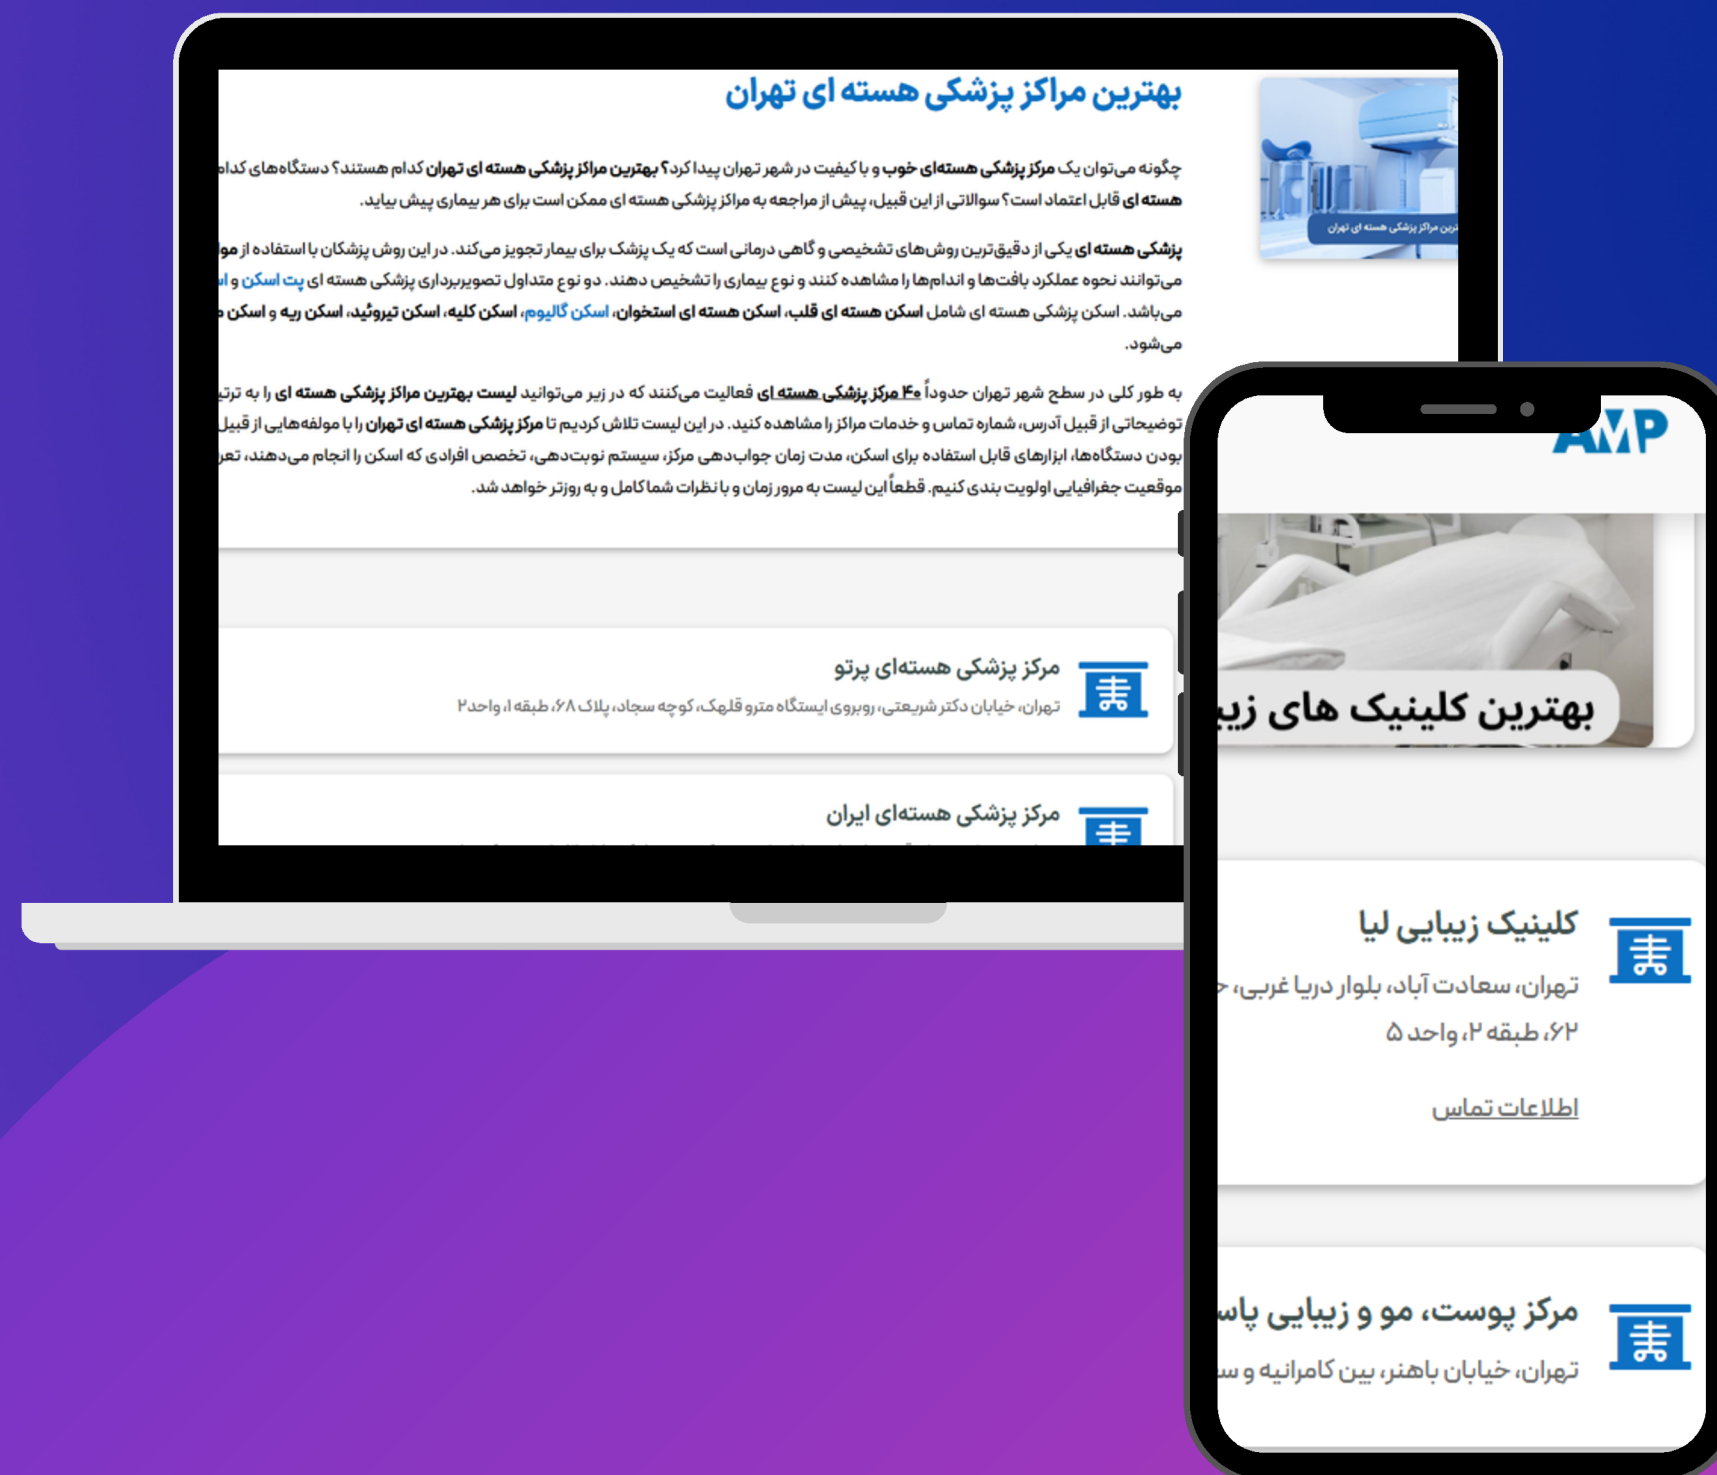 بهترین مراکز پزشکی هسته ای تهران
چگونه می‌توان یک مرکز پزشکی هسته‌ای خوب و با کیفیت در شهر تهران پیدا کرد؟ بهترین مراکز پزشکی هسته ای تهران کدام هستند؟ دستگاه‌های
هسته ای قابل اعتماد است؟ سوالاتی از این قبیل، پیش از مراجعه به مراکز پزشکی هسته ای ممکن است برای هر بیماری پیش بیاید.
پزشکی هسته ای یکی از دقیق‌ترین روش‌های تشخیصی و گاهی درمانی است که یک پزشک برای بیمار تجویز می‌کند. در این روش پزشکان با استفاده از
می‌توانند نحوه عملکرد بافت‌ها و اندام‌ها را مشاهده کنند و نوع بیماری را تشخیص دهند. دو نوع متداول تصویربرداری پزشکی هسته ای پت اسکن و
می‌باشد. اسکن پزشکی هسته ای شامل اسکن هسته ای قلب، اسکن هسته ای استخوان، اسکن گالیوم، اسکن کلیه، اسکن تیروئید، اسکن ریه و اسکن
می‌شود.
به طور کلی در سطح شهر تهران حدوداً ۴۰ مرکز پزشکی هسته ای فعالیت می‌کنند که در زیر می‌توانید لیست بهترین مراکز پزشکی هسته ای را به
توضیحاتی از قبیل آدرس، شماره تماس و خدمات مراکز را مشاهده کنید. در این لیست تلاش کردیم تا مرکز پزشکی هسته ای تهران را با مولفه‌هایی از قبیل
بودن دستگاه‌ها، ابزارهای قابل استفاده برای اسکن، مدت زمان جواب‌دهی مرکز، سیستم نوبت‌دهی، تخصص افرادی که اسکن را انجام می‌دهند،
موقعیت جغرافیایی اولویت بندی کنیم. قطعاً این لیست به مرور زمان و با نظرات شما کامل و به روزتر خواهد شد.
مراکز پزشکی هسته ای تهران
مرکز پزشکی هسته‌ای پرتو
تهران، خیابان دکتر شریعتی، روبروی ایستگاه مترو قلهک، کوچه سجاد، پلاک ۶۸، طبقه ۱، واحد ۲
مرکز پزشکی هسته‌ای ایران
AMP
بهترین کلینیک های
کلینیک زیبایی لیا
تهران، سعادت آباد، بلوار دریا غربی،
۶۲، طبقه ۲، واحد ۵
اطلاعات تماس
مرکز پوست، مو و زیبایی
تهران، خیابان باهنر، بین کامرانیه و